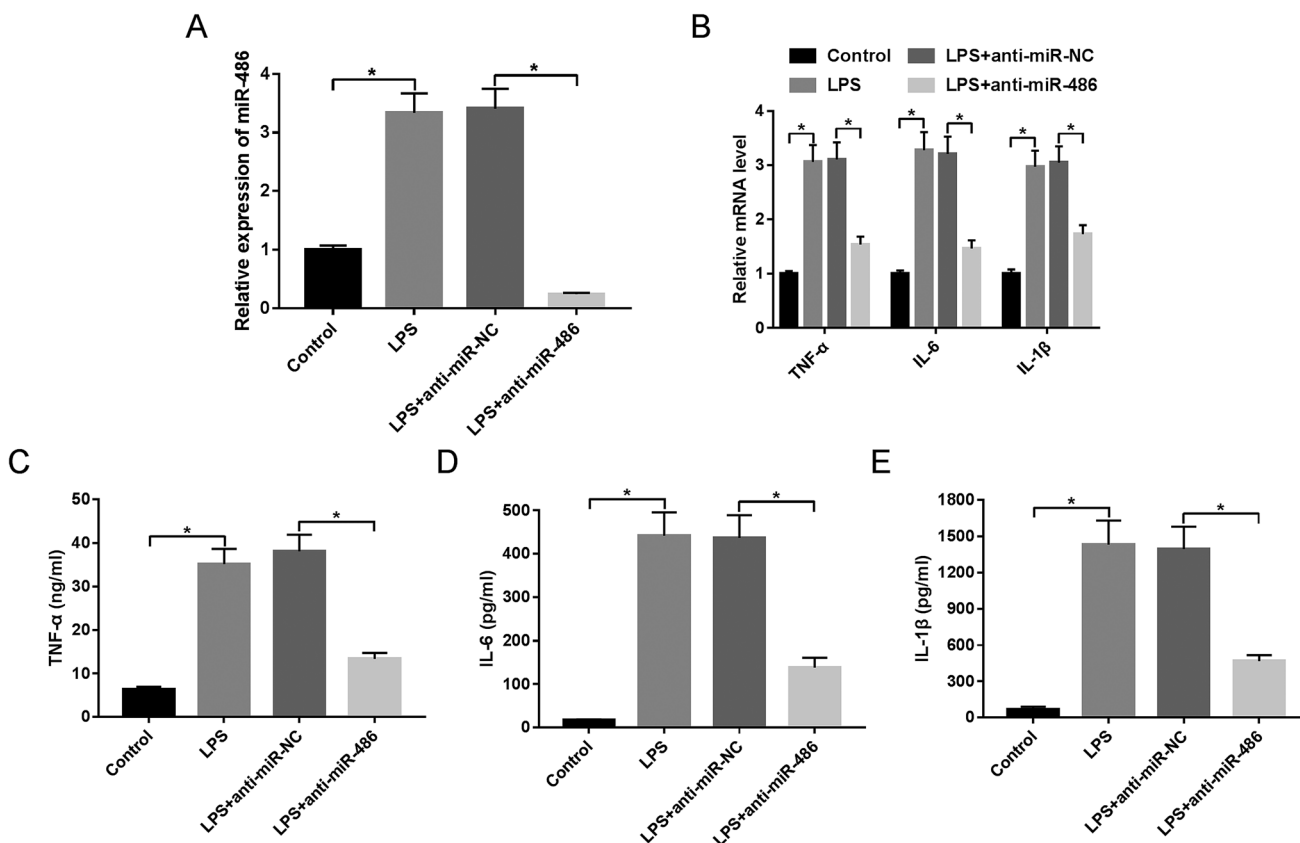 A
Relative expression of miR-486
4
3
2
1
0
*
*
Control
LPS
LPS+anti-miR-NC
LPS+anti-miR-486
B
Control
LPS+anti-miR-NC
LPS
LPS+anti-miR-486
Relative mRNA level
4
3
2
1
0
*
*
*
*
*
*
TNF-α
IL-6
IL-1β
C
TNF-α (ng/ml)
50
40
30
20
10
0
*
*
Control
LPS
LPS+anti-miR-NC
LPS+anti-miR-486
D
IL-6 (pg/ml)
500
400
300
200
100
0
*
*
Control
LPS
LPS+anti-miR-NC
LPS+anti-miR-486
E
IL-1β (pg/ml)
1800
1500
1200
900
600
300
0
*
*
Control
LPS
LPS+anti-miR-NC
LPS+anti-miR-486